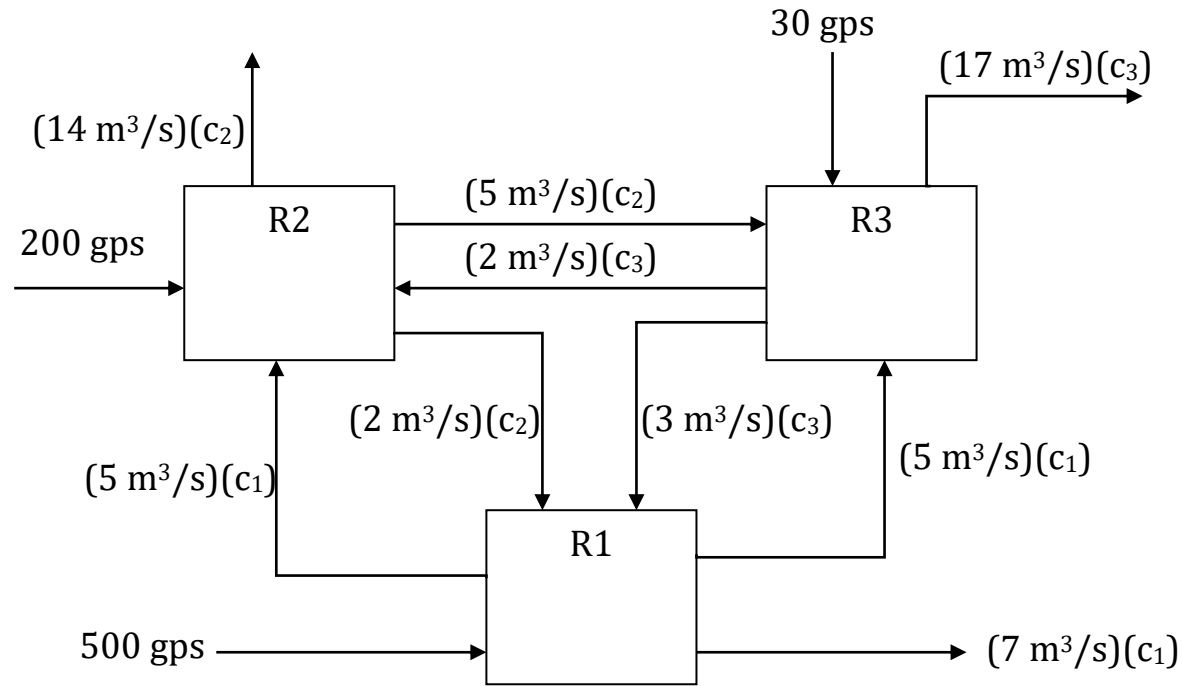 30 gps
(17 m³/s)(c₃)
(14 m³/s)(c₂)
R2
(5 m³/s)(c₂)
R3
200 gps
(2 m³/s)(c₃)
(2 m³/s)(c₂)
(3 m³/s)(c₃)
(5 m³/s)(c₁)
(5 m³/s)(c₁)
R1
500 gps
(7 m³/s)(c₁)